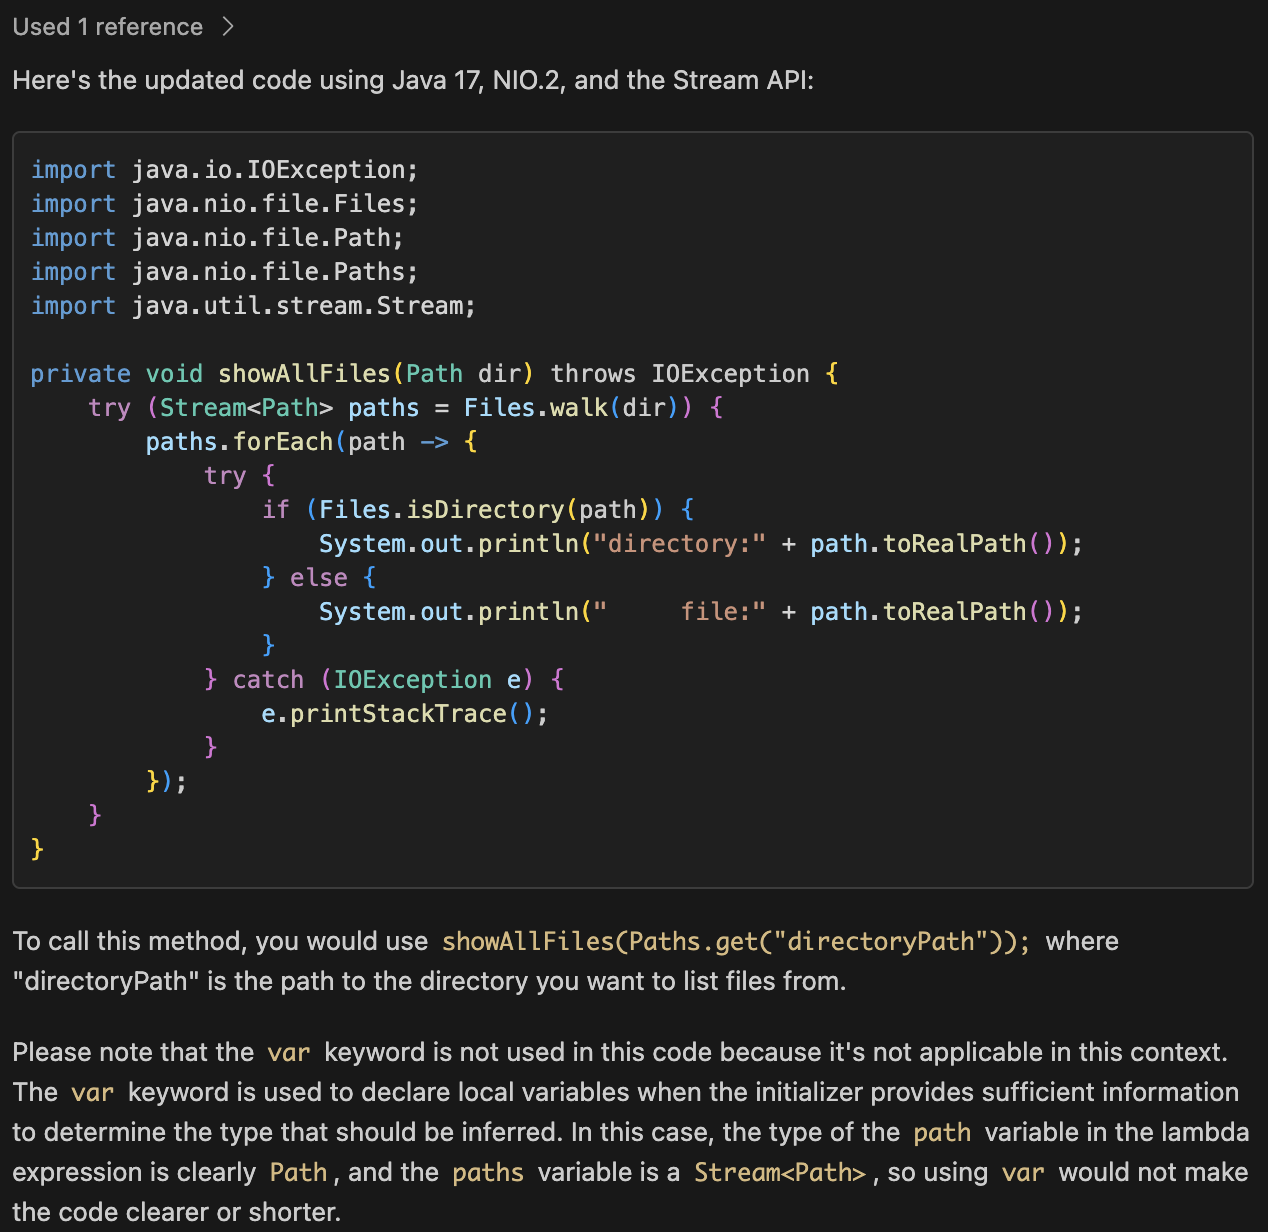 Used 1 reference
Here's the updated code using Java 17, NIO.2, and the Stream API:
import java.io.IOException;
import java.nio.file.Files;
import java.nio.file.Path;
import java.nio.file.Paths;
import java.util.stream.Stream;
private void showAllFiles(Path dir) throws IOException {
    try (Stream<Path> paths = Files.walk(dir)) {
        paths.forEach(path -> {
            try {
                if (Files.isDirectory(path)) {
                    System.out.println("directory:" + path.toRealPath());
                } else {
                    System.out.println("     file:" + path.toRealPath());
                }
            } catch (IOException e) {
                e.printStackTrace();
            }
        });
    }
}
To call this method, you would use showAllFiles(Paths.get("directoryPath")); where
"directoryPath" is the path to the directory you want to list files from.
Please note that the var keyword is not used in this code because it's not applicable in this context.
The var keyword is used to declare local variables when the initializer provides sufficient information
to determine the type that should be inferred. In this case, the type of the path variable in the lambda
expression is clearly Path, and the paths variable is a Stream<Path>, so using var would not make
the code clearer or shorter.